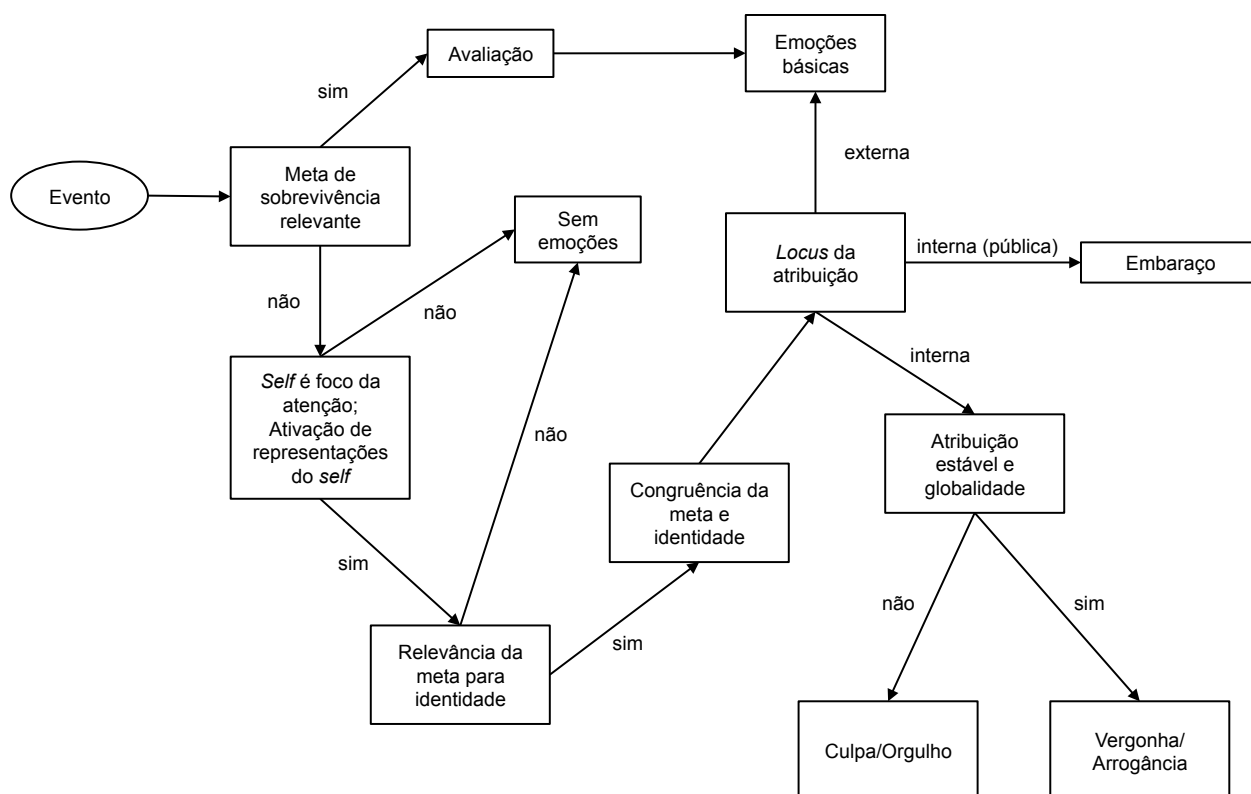 Avaliação
Emoções
básicas
sim
externa
Evento
Meta de
sobrevivência
relevante
Sem
emoções
Locus da
atribuição
interna (pública)
Embaraço
não
não
interna
Self é foco da
atenção;
Ativação de
representações
do self
não
Atribuição
estável e
globalidade
Congruência da
meta e
identidade
sim
não
sim
sim
Relevância da
meta para
identidade
Culpa/Orgulho
Vergonha/
Arrogância